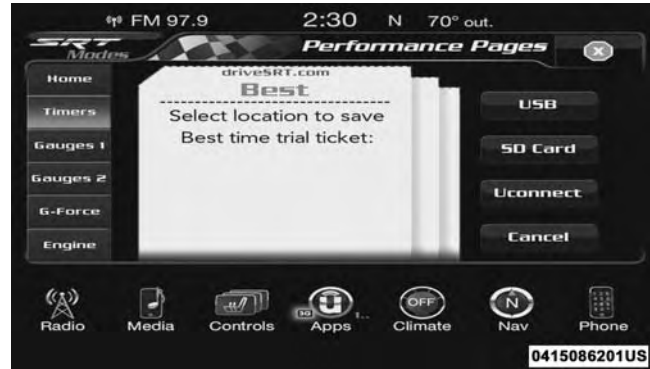 FM 97.9 2:30 N 70° out.
SRT Modes Performance Pages X
Home
Timers
Gauges 1
Gauges 2
G-Force
Engine
driveSRT.com
Best
Select location to save
Best time trial ticket:
USB
SD Card
Uconnect
Cancel
OFF U N 3G 1..
Radio Media Controls Apps Climate Nav Phone
0415086201US